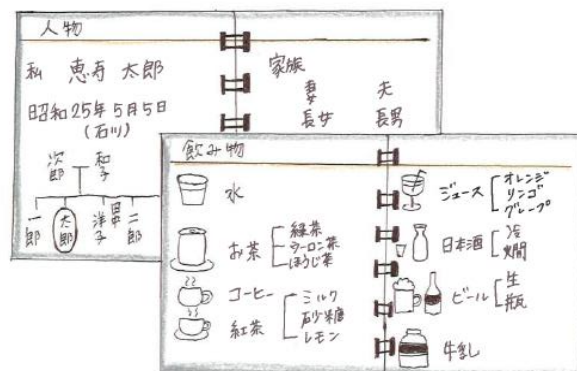 人物
私 恵寿 太郎
昭和25年5月5日
(石川)
次郎 和子
一郎 太郎 洋子 二郎
家族
妻 夫
長女 長男
飲み物
水
お茶 緑茶
ウーロン茶
ほうじ茶
コーヒー
紅茶
ミルク
砂糖
レモン
ジュース オレンジ
リンゴ
グレープ
日本酒 冷
燗
ビール 生
瓶
牛乳